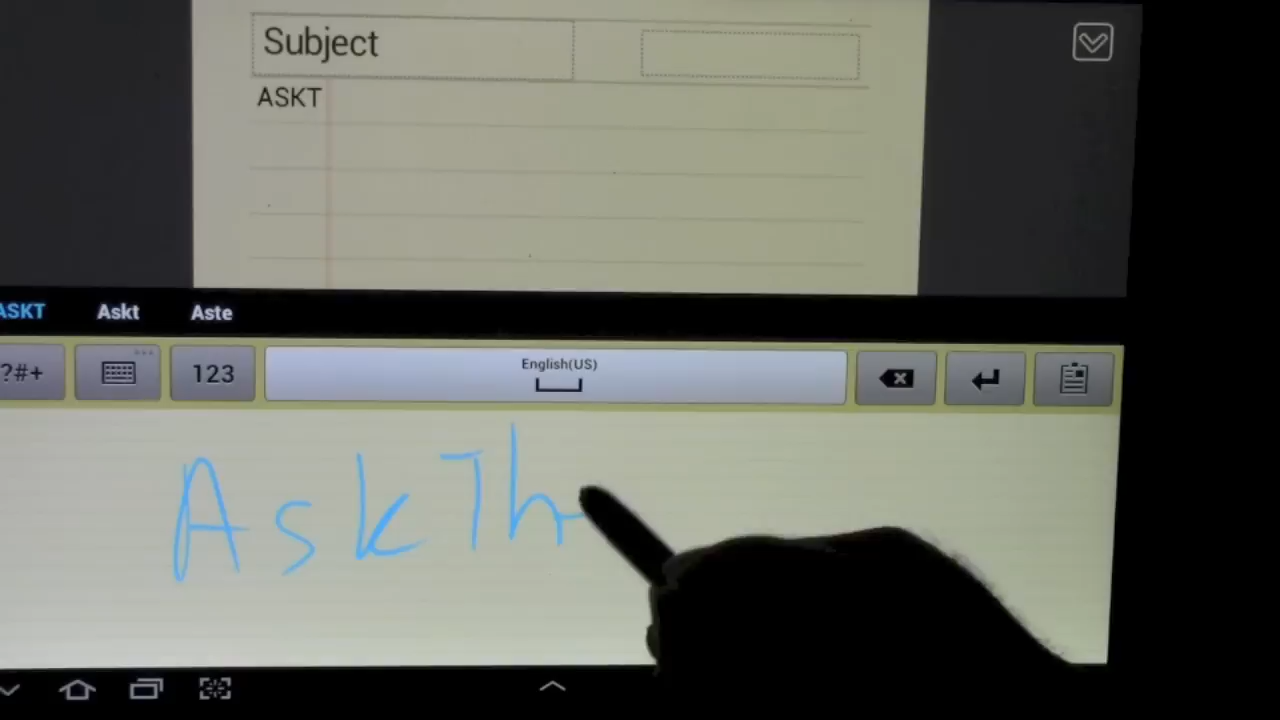 Subject
ASKT
ASKT Askt Aste
?#+ 123 English(US)
AskTh